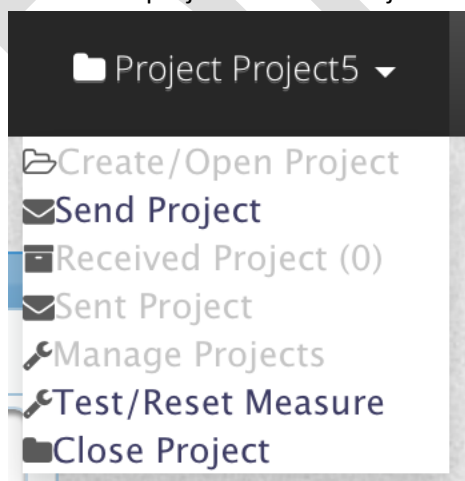 Project Project5
Create/Open Project
Send Project
Received Project (0)
Sent Project
Manage Projects
Test/Reset Measure
Close Project